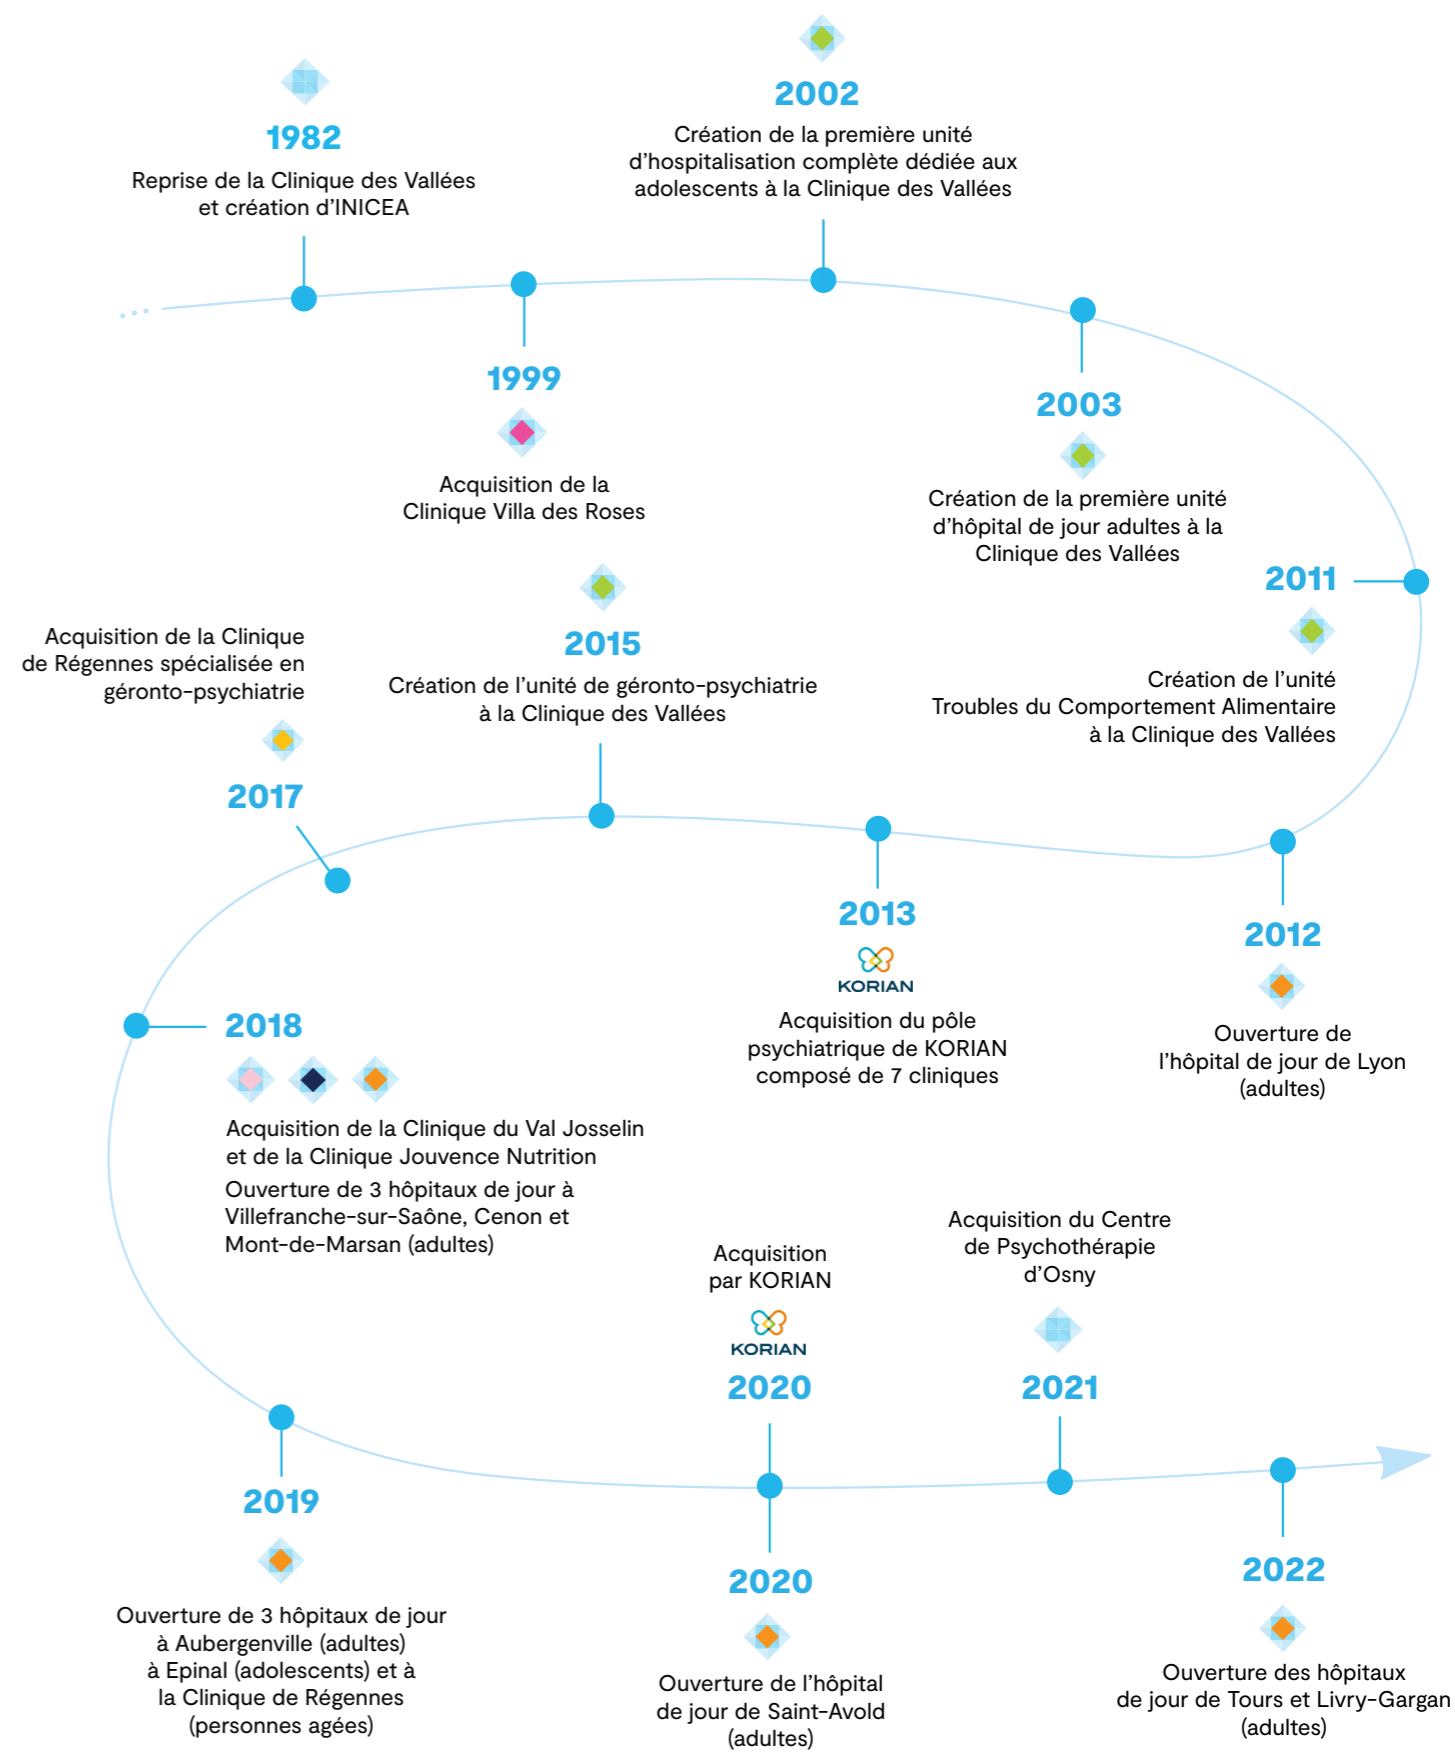 1982
Reprise de la Clinique des Vallées
et création d'INICEA
1999
Acquisition de la
Clinique Villa des Roses
2002
Création de la première unité
d'hospitalisation complète dédiée aux
adolescents à la Clinique des Vallées
2003
Création de la première unité
d'hôpital de jour adultes à la
Clinique des Vallées
2011
Création de l'unité
Troubles du Comportement Alimentaire
à la Clinique des Vallées
2012
Ouverture de
l'hôpital de jour de Lyon
(adultes)
2013
KORIAN
Acquisition du pôle
psychiatrique de KORIAN
composé de 7 cliniques
2015
Création de l'unité de géronto-psychiatrie
à la Clinique des Vallées
Acquisition de la Clinique
de Régennes spécialisée en
géronto-psychiatrie
2017
2018
Acquisition de la Clinique du Val Josselin
et de la Clinique Jouvence Nutrition
Ouverture de 3 hôpitaux de jour à
Villefranche-sur-Saône, Cenon et
Mont-de-Marsan (adultes)
2019
Ouverture de 3 hôpitaux de jour
à Aubergenville (adultes)
à Epinal (adolescents) et à
la Clinique de Régennes
(personnes agées)
Acquisition
par KORIAN
KORIAN
2020
2020
Ouverture de l'hôpital
de jour de Saint-Avold
(adultes)
Acquisition du Centre
de Psychothérapie
d'Osny
2021
2022
Ouverture des hôpitaux
de jour de Tours et Livry-Gargan
(adultes)